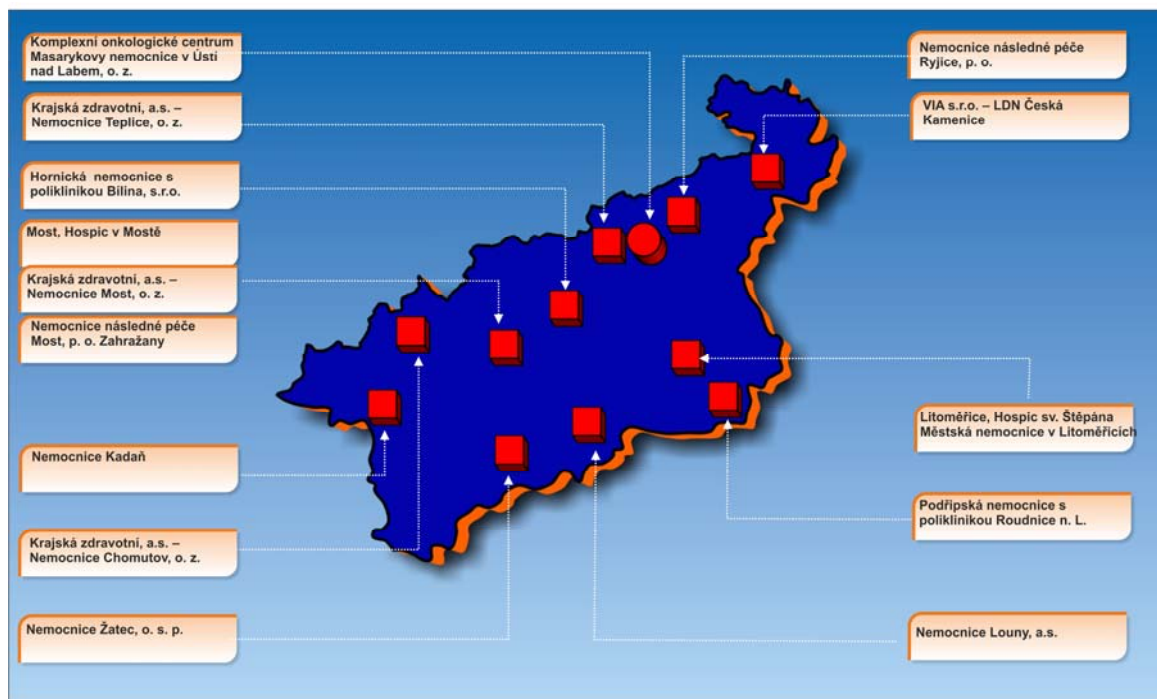 Komplexní onkologické centrum
Masarykovy nemocnice v Ústí
nad Labem, o. z.
Krajská zdravotní, a.s. –
Nemocnice Teplice, o. z.
Hornická nemocnice s
poliklinikou Bílina, s.r.o.
Most, Hospic v Mostě
Krajská zdravotní, a.s. –
Nemocnice Most, o. z.
Nemocnice následné péče
Most, p. o. Zahražany
Nemocnice Kadaň
Krajská zdravotní, a.s. –
Nemocnice Chomutov, o. z.
Nemocnice Žatec, o. s. p.
Nemocnice následné péče
Ryjice, p. o.
VIA s.r.o. – LDN Česká
Kamenice
Litoměřice, Hospic sv. Štěpána
Městská nemocnice v Litoměřicích
Podřipská nemocnice s
poliklinikou Roudnice n. L.
Nemocnice Louny, a.s.